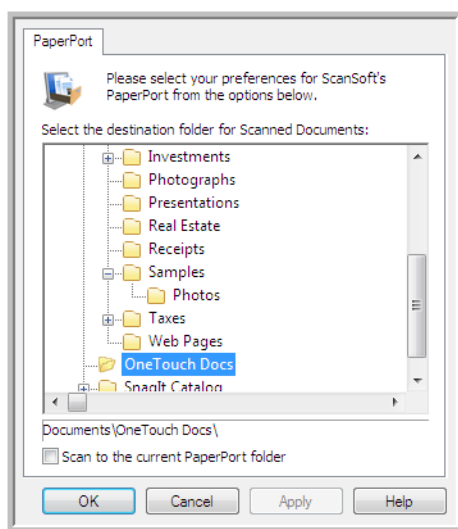 PaperPort
Please select your preferences for ScanSoft's
PaperPort from the options below.
Select the destination folder for Scanned Documents:
Investments
Photographs
Presentations
Real Estate
Receipts
Samples
Photos
Taxes
Web Pages
OneTouch Docs
SnagIt Catalog
Documents\OneTouch Docs\
Scan to the current PaperPort folder
OK Cancel Apply Help